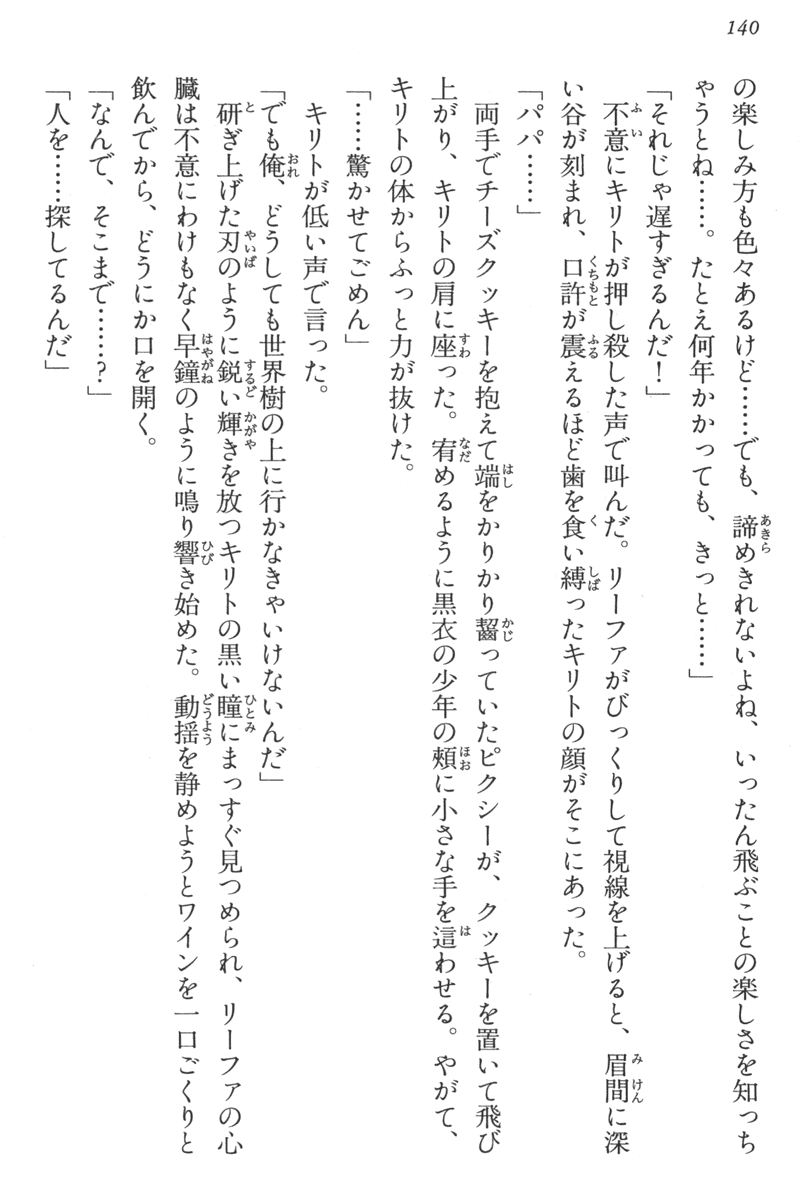 140
の楽しみ方も色々あるけど……でも、諦めきれないよね、いったん飛ぶことの楽しさを知っち
ゃうとね……。たとえ何年かかっても、きっと……」
「それじゃ遅すぎるんだ！」
不意にキリトが押し殺した声で叫んだ。リーファがびっくりして視線を上げると、眉間に深
い谷が刻まれ、口許が震えるほど歯を食い縛ったキリトの顔がそこにあった。
「パパ……」
両手でチーズクッキーを抱えて端をかりかり齧っていたピクシーが、クッキーを置いて飛び
上がり、キリトの肩に座った。宥めるように黒衣の少年の頰に小さな手を這わせる。やがて、
キリトの体からふっと力が抜けた。
「……驚かせてごめん」
キリトが低い声で言った。
「でも俺、どうしても世界樹の上に行かなきゃいけないんだ」
研ぎ上げた刃のように鋭い輝きを放つキリトの黒い瞳にまっすぐ見つめられ、リーファの心
臓は不意にわけもなく早鐘のように鳴り響き始めた。動揺を静めようとワインを一口ごくりと
飲んでから、どうにか口を開く。
「なんで、そこまで……？」
「人を……探してるんだ」